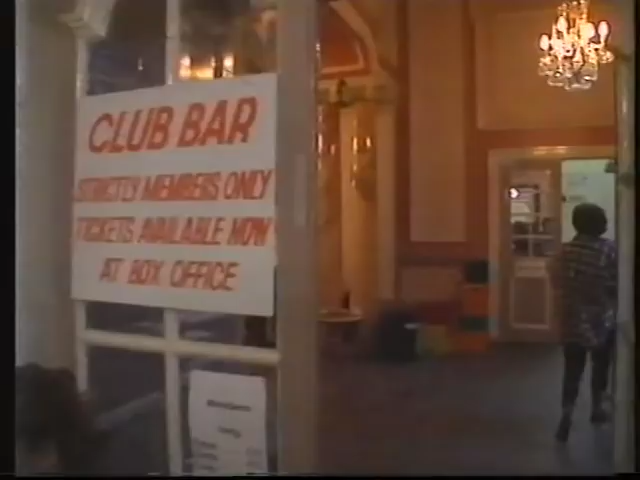 CLUB BAR
STRICTLY MEMBERS ONLY
TICKETS AVAILABLE NOW
AT BOX OFFICE